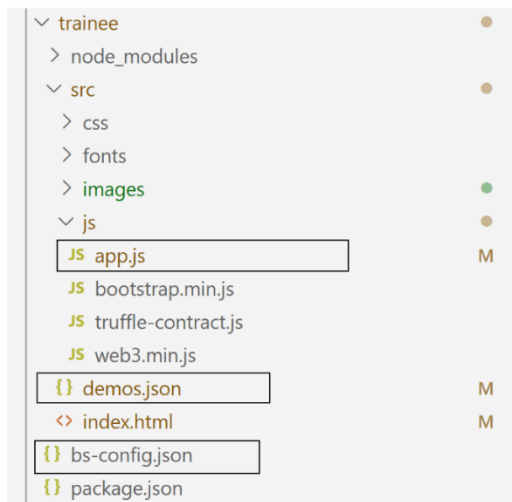 trainee
node_modules
src
css
fonts
images
js
JS app.js M
JS bootstrap.min.js
JS truffle-contract.js
JS web3.min.js
{} demos.json M
<> index.html M
{} bs-config.json
{} package.json